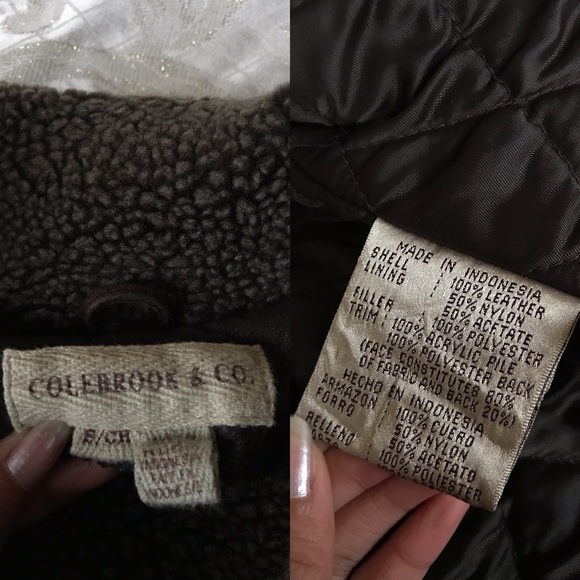 COLEBROOK & CO.
S/CH
MADE IN INDONESIA
SHELL : 100% LEATHER
LINING : 50% NYLON
50% ACETATE
FILLER : 100% POLYESTER
TRIM : 100% ACRYLIC PILE
100% POLYESTER BACK
(FACE CONSTITUTES 80%
OF FABRIC AND BACK 20%)
HECHO EN INDONESIA
ARMAZON : 100% CUERO
FORRO : 50% NYLON
50% ACETATO
RELLENO : 100% POLIESTER